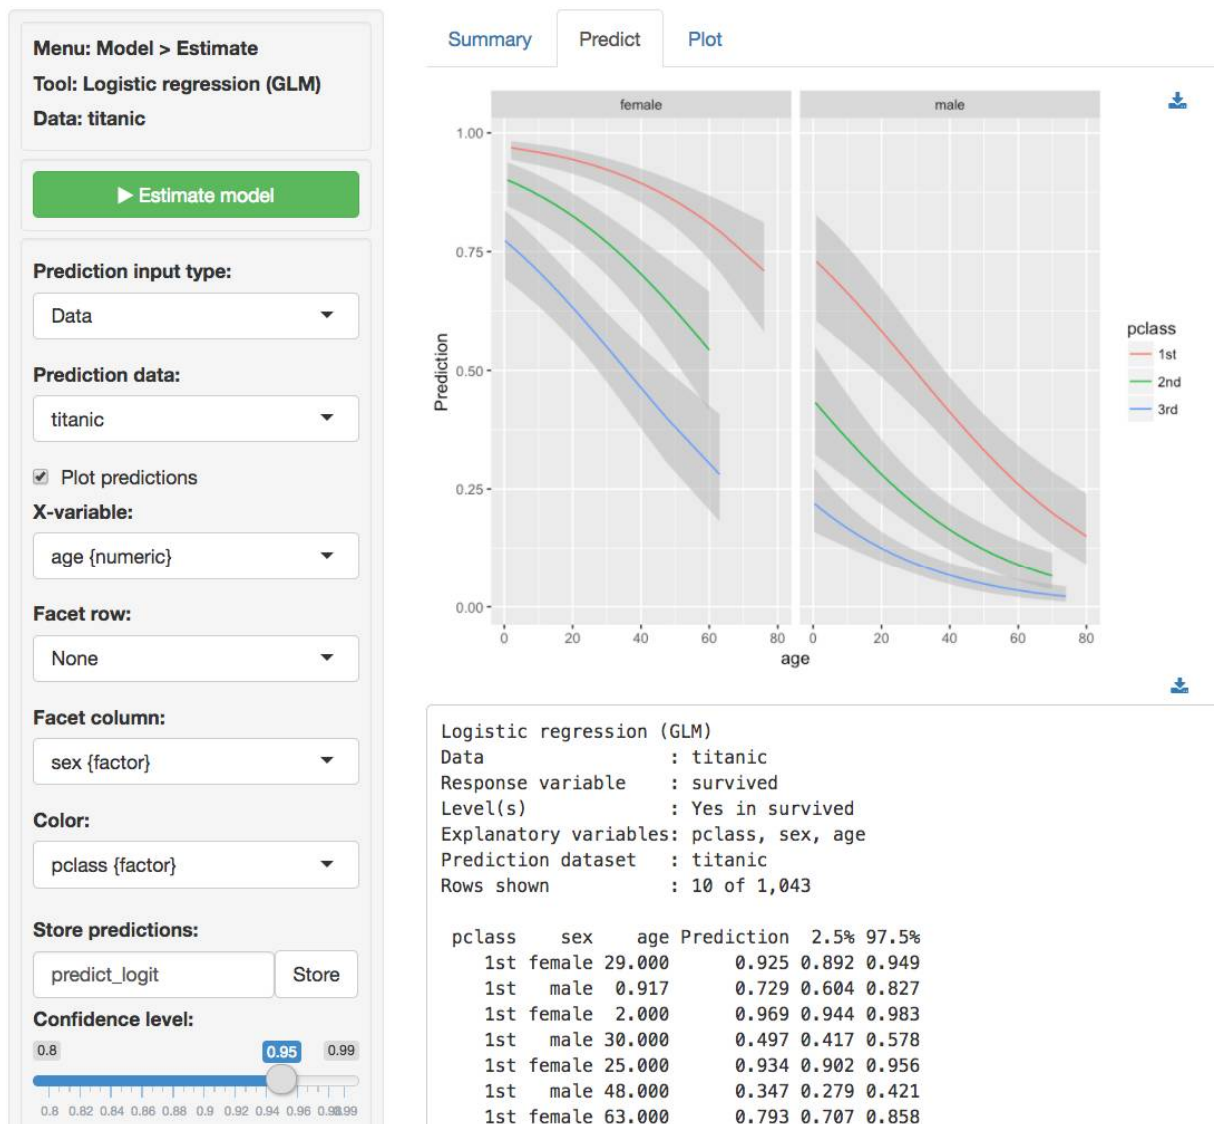 Menu: Model > Estimate
Tool: Logistic regression (GLM)
Data: titanic
Estimate model
Prediction input type:
Data
Prediction data:
titanic
Plot predictions
X-variable:
age {numeric}
Facet row:
None
Facet column:
sex {factor}
Color:
pclass {factor}
Store predictions:
predict_logit Store
Confidence level:
0.8 0.95 0.99
0.8 0.82 0.84 0.86 0.88 0.9 0.92 0.94 0.96 0.98 0.99
Summary Predict Plot
female male
1.00
0.75
0.50
0.25
0.00
Prediction
0 20 40 60 80 0 20 40 60 80
age
pclass
1st
2nd
3rd
Logistic regression (GLM)
Data : titanic
Response variable : survived
Level(s) : Yes in survived
Explanatory variables: pclass, sex, age
Prediction dataset : titanic
Rows shown : 10 of 1,043
pclass sex age Prediction 2.5% 97.5%
1st female 29.000 0.925 0.892 0.949
1st male 0.917 0.729 0.604 0.827
1st female 2.000 0.969 0.944 0.983
1st male 30.000 0.497 0.417 0.578
1st female 25.000 0.934 0.902 0.956
1st male 48.000 0.347 0.279 0.421
1st female 63.000 0.793 0.707 0.858